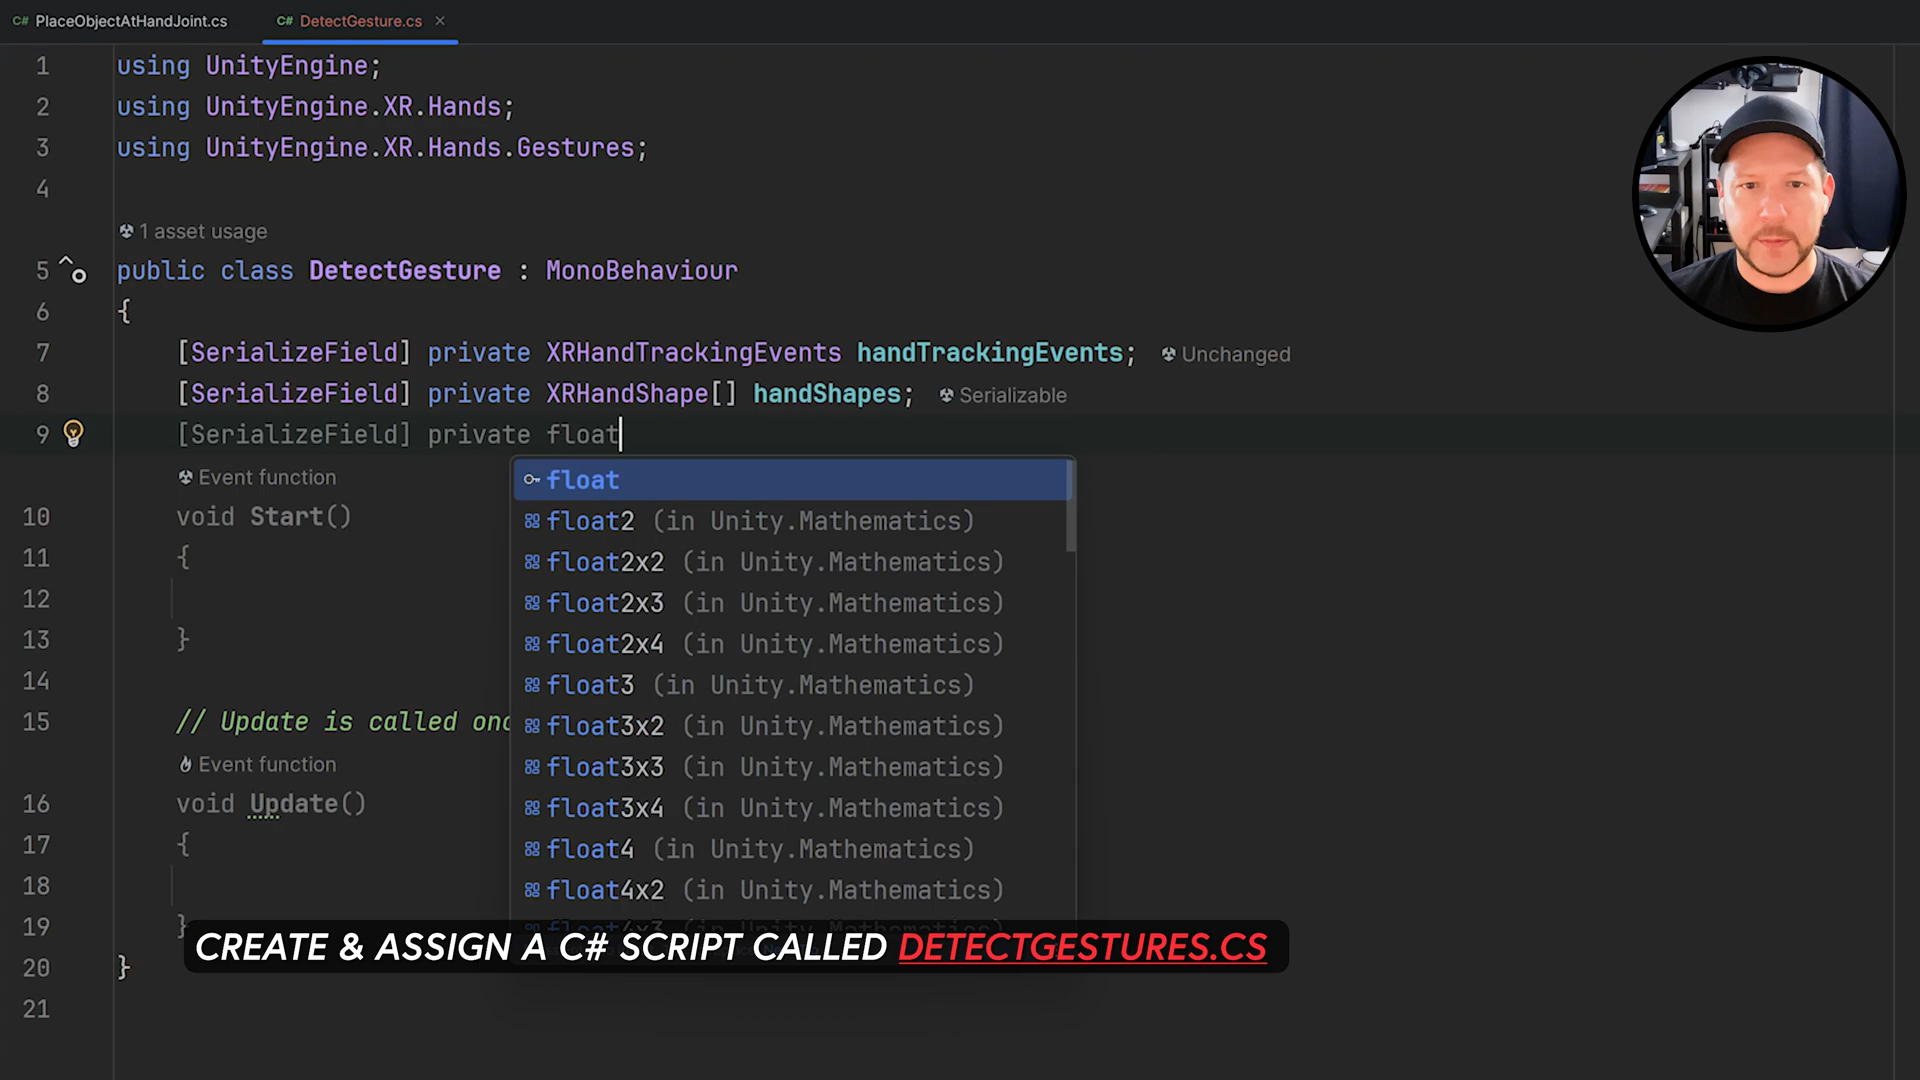 C# PlaceObjectAtHandJoint.cs
C# DetectGesture.cs ×
1 using UnityEngine;
2 using UnityEngine.XR.Hands;
3 using UnityEngine.XR.Hands.Gestures;
4
1 asset usage
5 public class DetectGesture : MonoBehaviour
6 {
7 [SerializeField] private XRHandTrackingEvents handTrackingEvents; Unchanged
8 [SerializeField] private XRHandShape[] handShapes; Serializable
9 [SerializeField] private float
float
float2 (in Unity.Mathematics)
float2x2 (in Unity.Mathematics)
float2x3 (in Unity.Mathematics)
float2x4 (in Unity.Mathematics)
float3 (in Unity.Mathematics)
float3x2 (in Unity.Mathematics)
float3x3 (in Unity.Mathematics)
float3x4 (in Unity.Mathematics)
float4 (in Unity.Mathematics)
float4x2 (in Unity.Mathematics)
Event function
10 void Start()
11 {
12
13 }
14
15 // Update is called onc
Event function
16 void Update()
17 {
18
19 }
20 }
21
CREATE & ASSIGN A C# SCRIPT CALLED DETECTGESTURES.CS